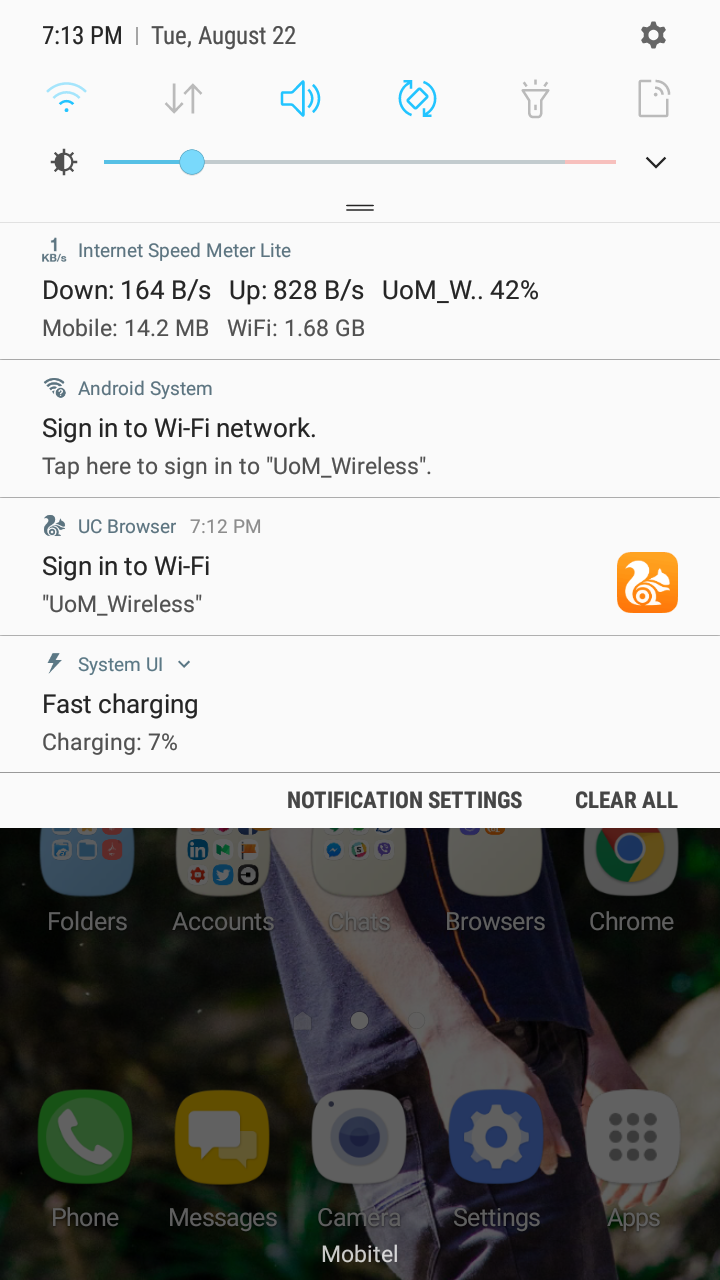 7:13 PM | Tue, August 22
1
KB/s Internet Speed Meter Lite
Down: 164 B/s Up: 828 B/s UoM_W.. 42%
Mobile: 14.2 MB WiFi: 1.68 GB
Android System
Sign in to Wi-Fi network.
Tap here to sign in to "UoM_Wireless".
UC Browser 7:12 PM
Sign in to Wi-Fi
"UoM_Wireless"
System UI
Fast charging
Charging: 7%
NOTIFICATION SETTINGS CLEAR ALL
in
Folders Accounts Chats Browsers Chrome
Phone Messages Camera Settings Apps
Mobitel